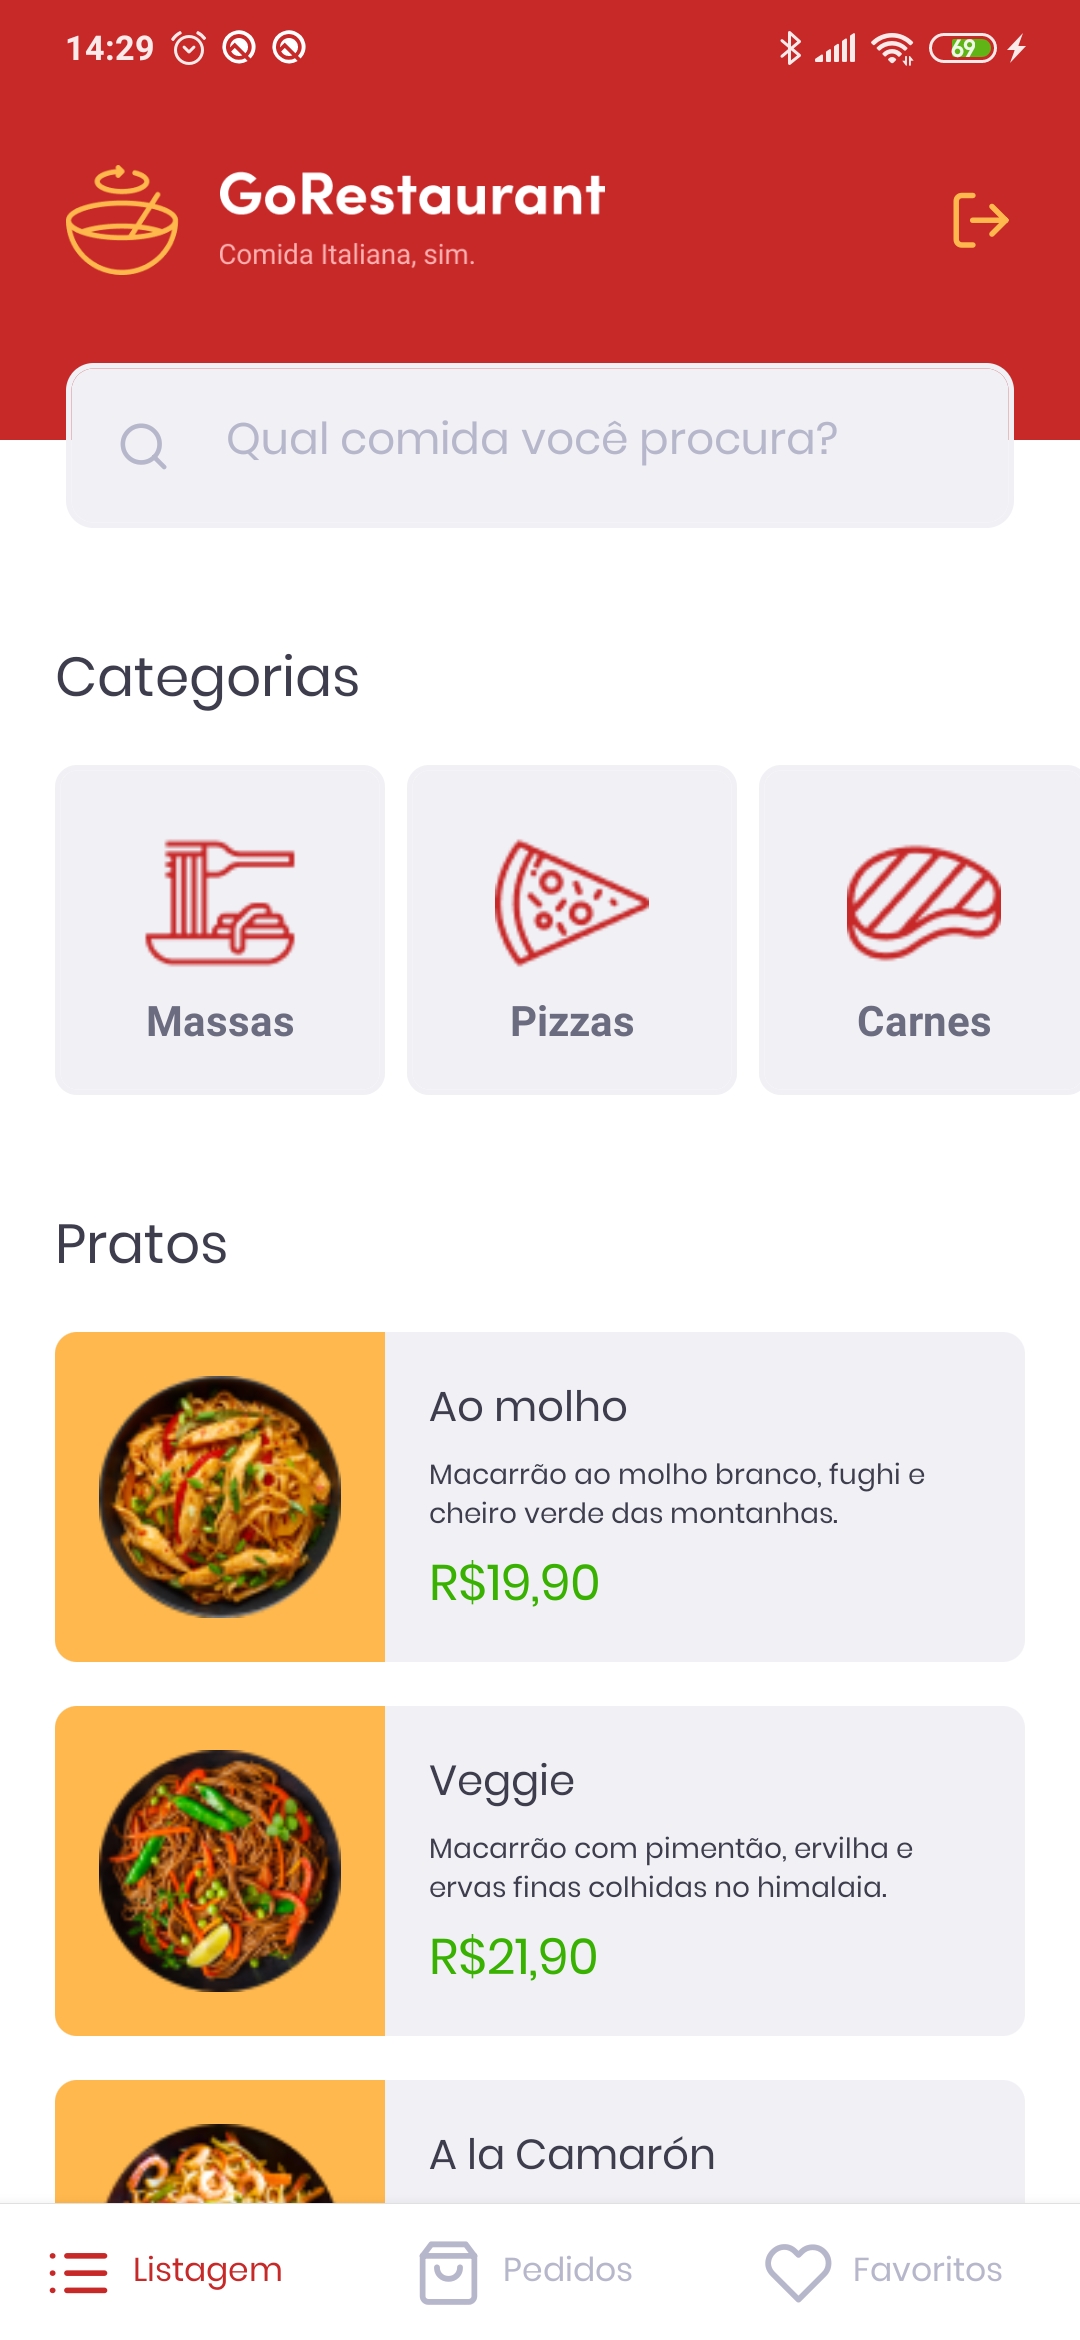 14:29
69
GoRestaurant
Comida Italiana, sim.
Qual comida você procura?
Categorias
Massas
Pizzas
Carnes
Pratos
Ao molho
Macarrão ao molho branco, fughi e
cheiro verde das montanhas.
R$19,90
Veggie
Macarrão com pimentão, ervilha e
ervas finas colhidas no himalaia.
R$21,90
A la Camarón
Listagem
Pedidos
Favoritos